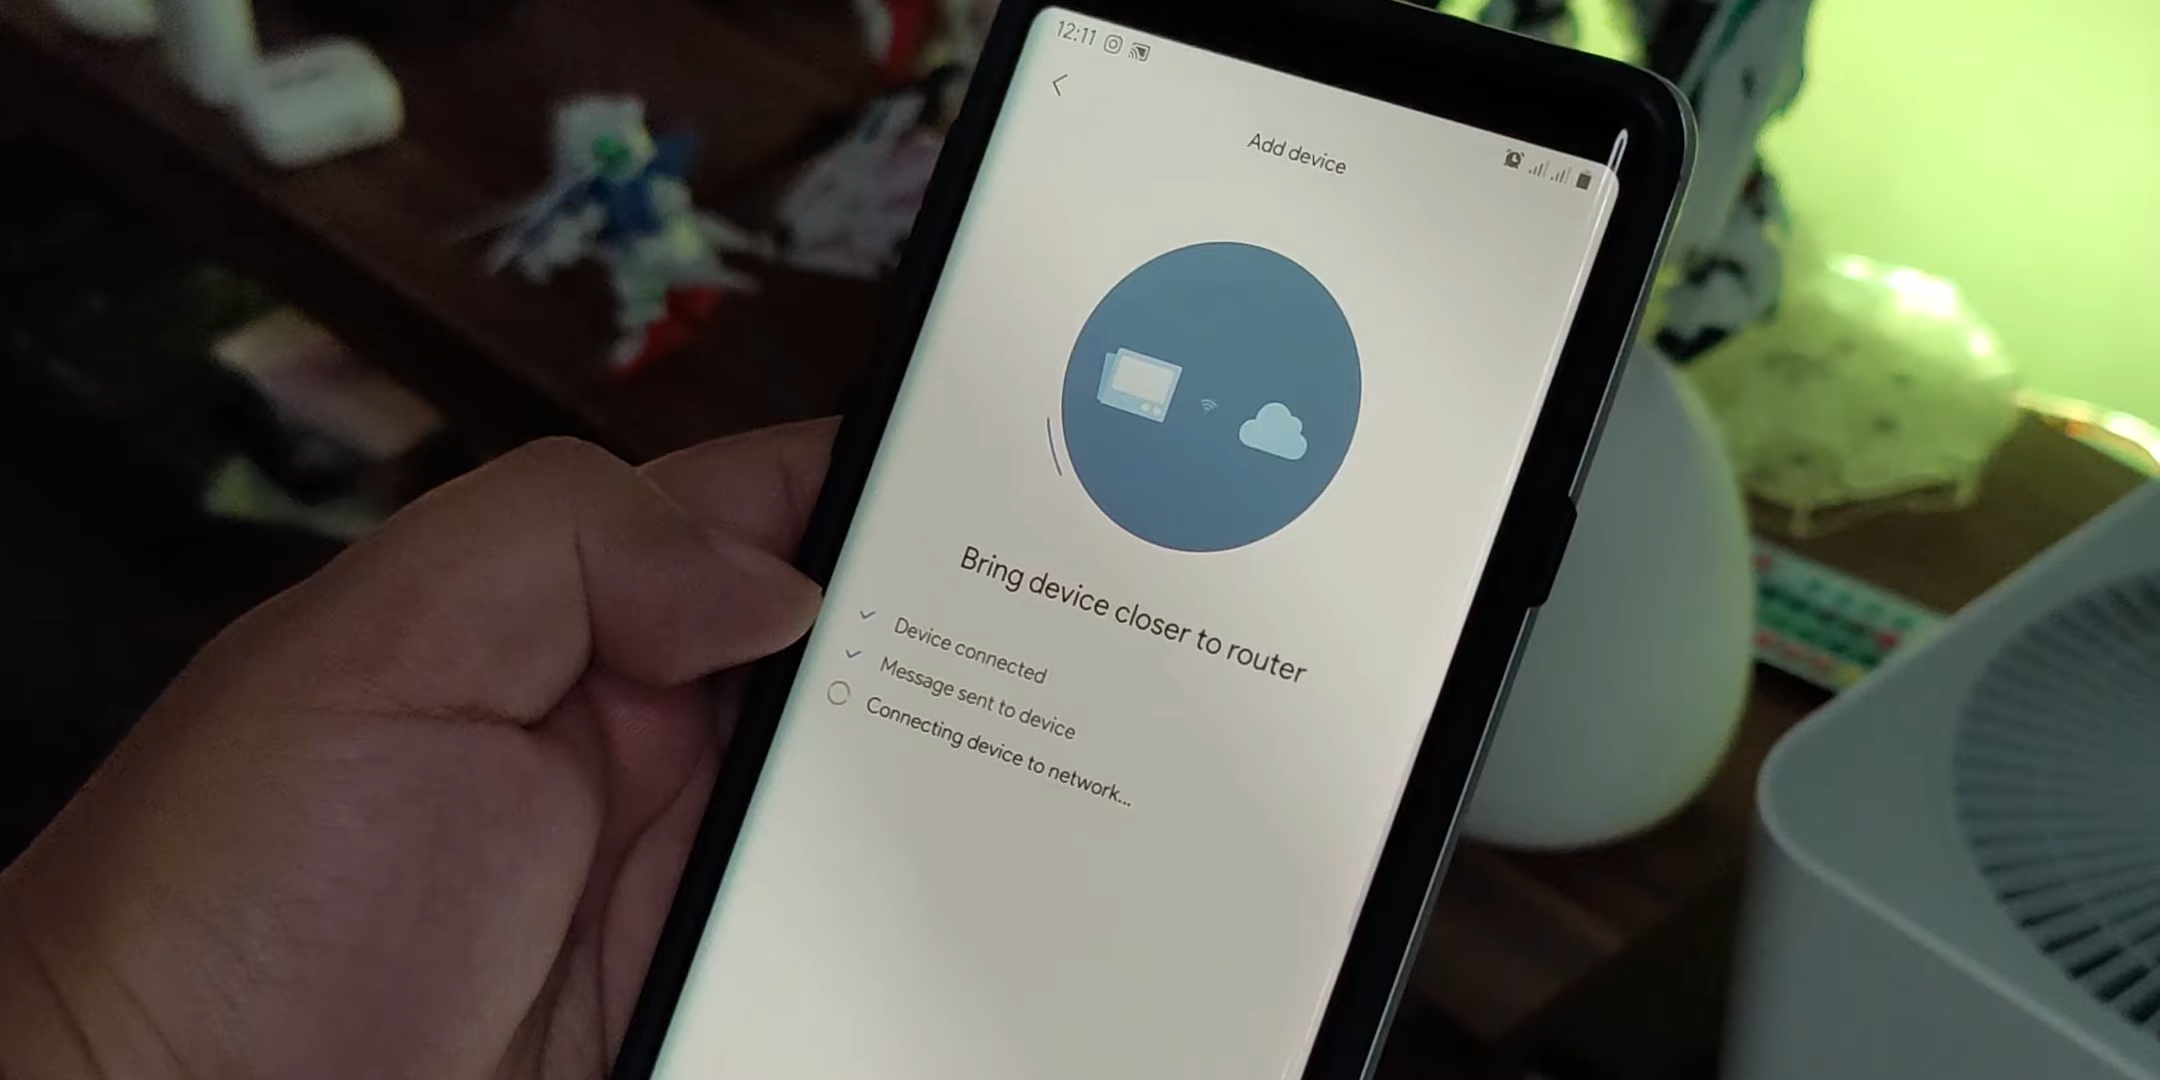 12:11
Add device
Bring device closer to router
Device connected
Message sent to device
Connecting device to network...